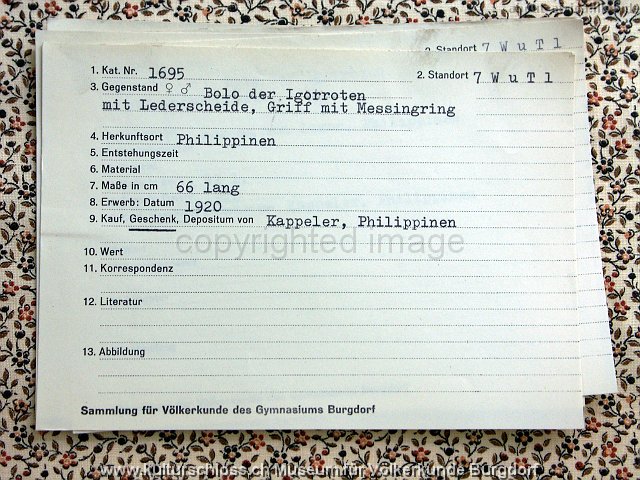 2. Standort 7 W u T l
1. Kat. Nr. 1695 2. Standort 7 W u T l
3. Gegenstand ♀ ♂ Bolo der Igorroten
mit Lederscheide, Griff mit Messingring
4. Herkunftsort Philippinen
5. Entstehungszeit
6. Material
7. Maße in cm 66 lang
8. Erwerb: Datum 1920
9. Kauf, Geschenk, Depositum von Kappeler, Philippinen
copyrighted image
10. Wert
11. Korrespondenz
12. Literatur
13. Abbildung
Sammlung für Völkerkunde des Gymnasiums Burgdorf
www.kulturschloss.ch Museum für Völkerkunde Burgdorf